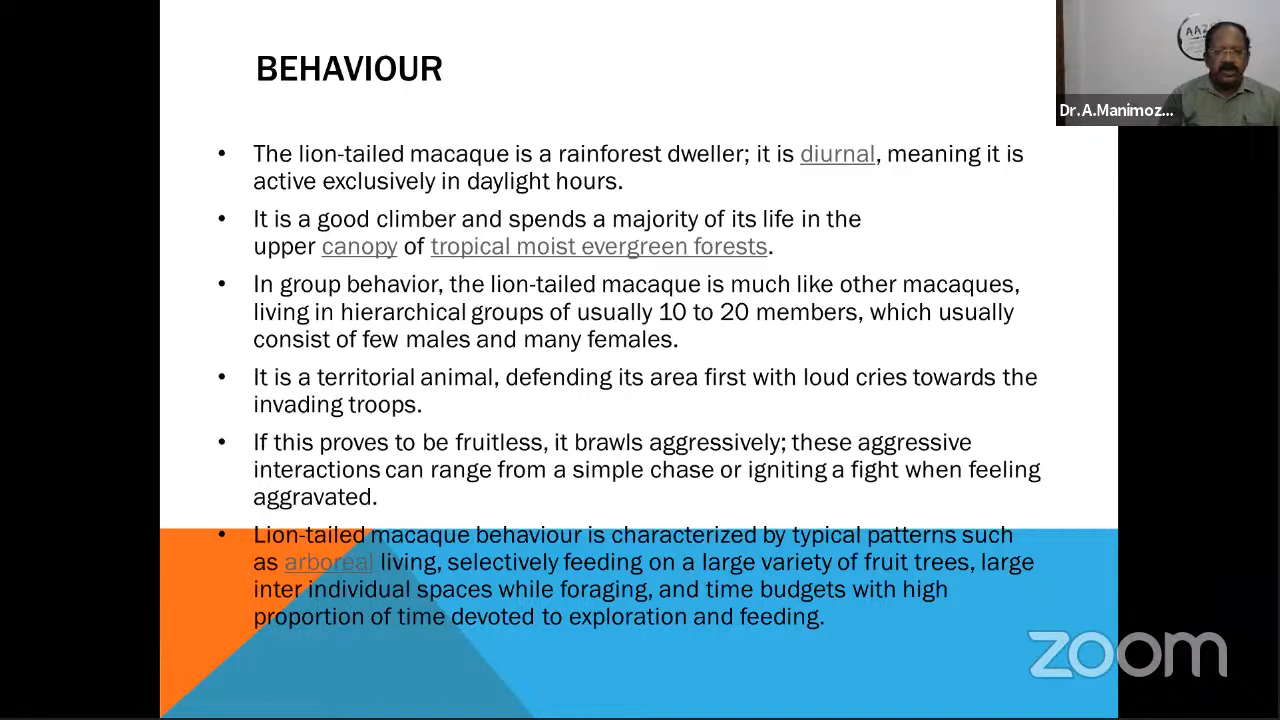 BEHAVIOUR
AAZ
Dr.A.Manimoz...
• The lion-tailed macaque is a rainforest dweller; it is diurnal, meaning it is
active exclusively in daylight hours.
• It is a good climber and spends a majority of its life in the
upper canopy of tropical moist evergreen forests.
• In group behavior, the lion-tailed macaque is much like other macaques,
living in hierarchical groups of usually 10 to 20 members, which usually
consist of few males and many females.
• It is a territorial animal, defending its area first with loud cries towards the
invading troops.
• If this proves to be fruitless, it brawls aggressively; these aggressive
interactions can range from a simple chase or igniting a fight when feeling
aggravated.
• Lion-tailed macaque behaviour is characterized by typical patterns such
as arboreal living, selectively feeding on a large variety of fruit trees, large
inter individual spaces while foraging, and time budgets with high
proportion of time devoted to exploration and feeding.
zoom